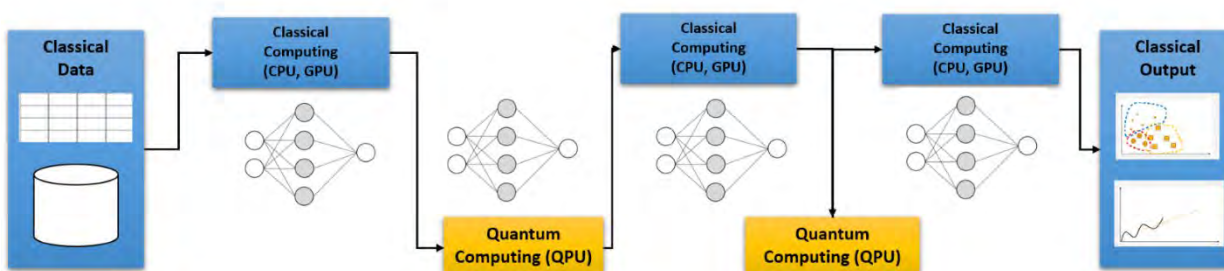 Classical
Data
Classical
Computing
(CPU, GPU)
Quantum
Computing (QPU)
Classical
Computing
(CPU, GPU)
Quantum
Computing (QPU)
Classical
Computing
(CPU, GPU)
Classical
Output